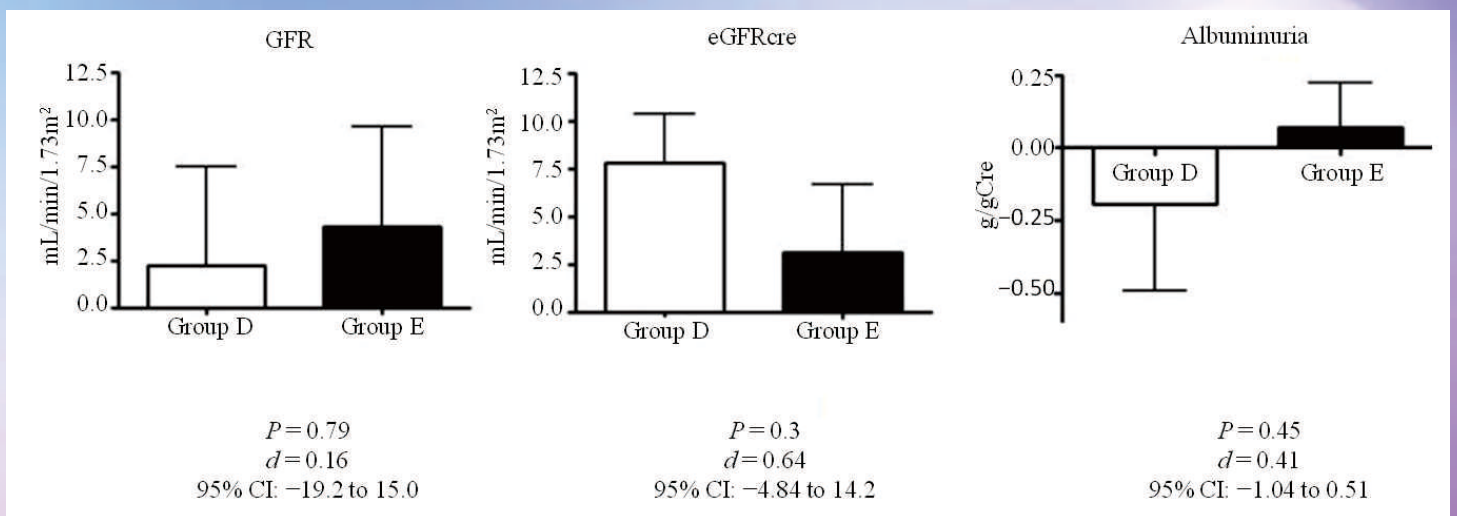 GFR
mL/min/1.73m²
12.5
10.0
7.5
5.0
2.5
0.0
Group D
Group E
P = 0.79
d = 0.16
95% CI: −19.2 to 15.0
eGFRcre
mL/min/1.73m²
12.5
10.0
7.5
5.0
2.5
0.0
Group D
Group E
P = 0.3
d = 0.64
95% CI: −4.84 to 14.2
Albuminuria
g/gCre
0.25
0.00
−0.25
−0.50
Group D
Group E
P = 0.45
d = 0.41
95% CI: −1.04 to 0.51